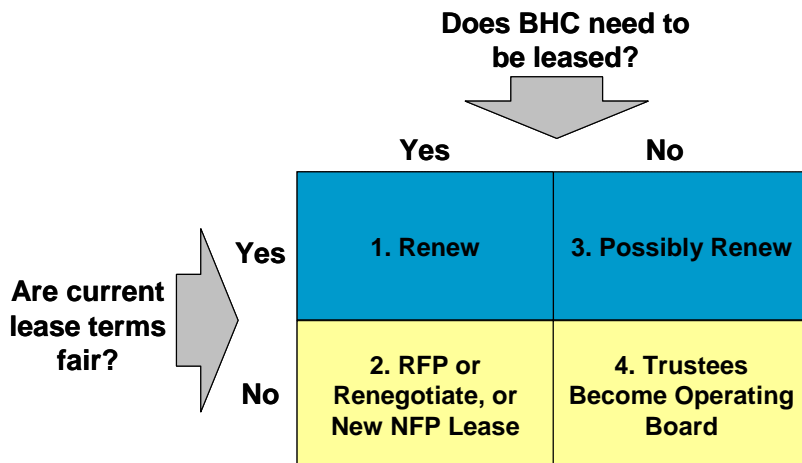 Does BHC need to
be leased?
Yes
No
Yes
1. Renew
3. Possibly Renew
Are current
lease terms
fair?
No
2. RFP or
Renegotiate, or
New NFP Lease
4. Trustees
Become Operating
Board